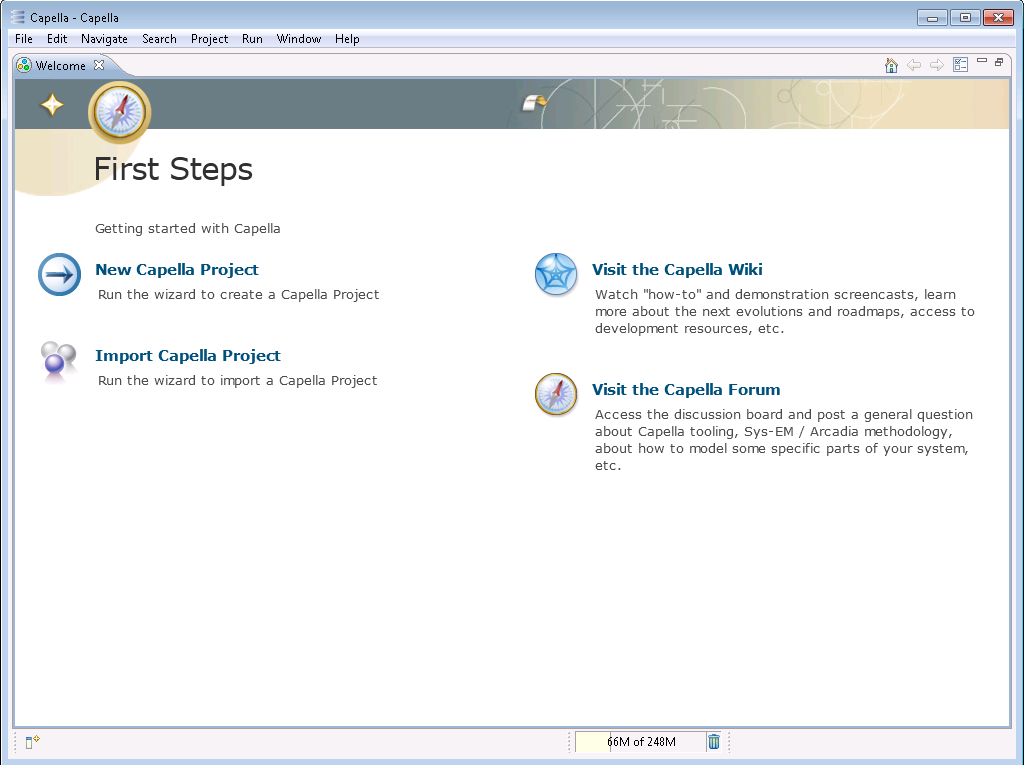 Capella - Capella
File Edit Navigate Search Project Run Window Help
Welcome
First Steps
Getting started with Capella
New Capella Project
Run the wizard to create a Capella Project
Import Capella Project
Run the wizard to import a Capella Project
Visit the Capella Wiki
Watch "how-to" and demonstration screencasts, learn
more about the next evolutions and roadmaps, access to
development resources, etc.
Visit the Capella Forum
Access the discussion board and post a general question
about Capella tooling, Sys-EM / Arcadia methodology,
about how to model some specific parts of your system,
etc.
66M of 248M